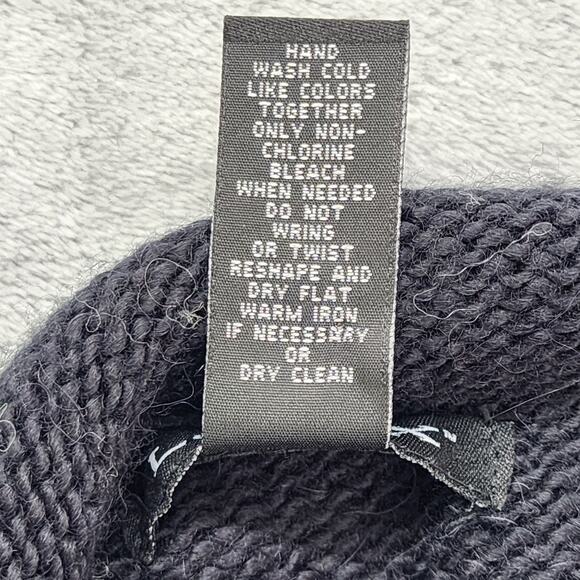 HAND
WASH COLD
LIKE COLORS
TOGETHER
ONLY NON-
CHLORINE
BLEACH
WHEN NEEDED
DO NOT
WRING
OR TWIST
RESHAPE AND
DRY FLAT
WARM IRON
IF NECESSARY
OR
DRY CLEAN